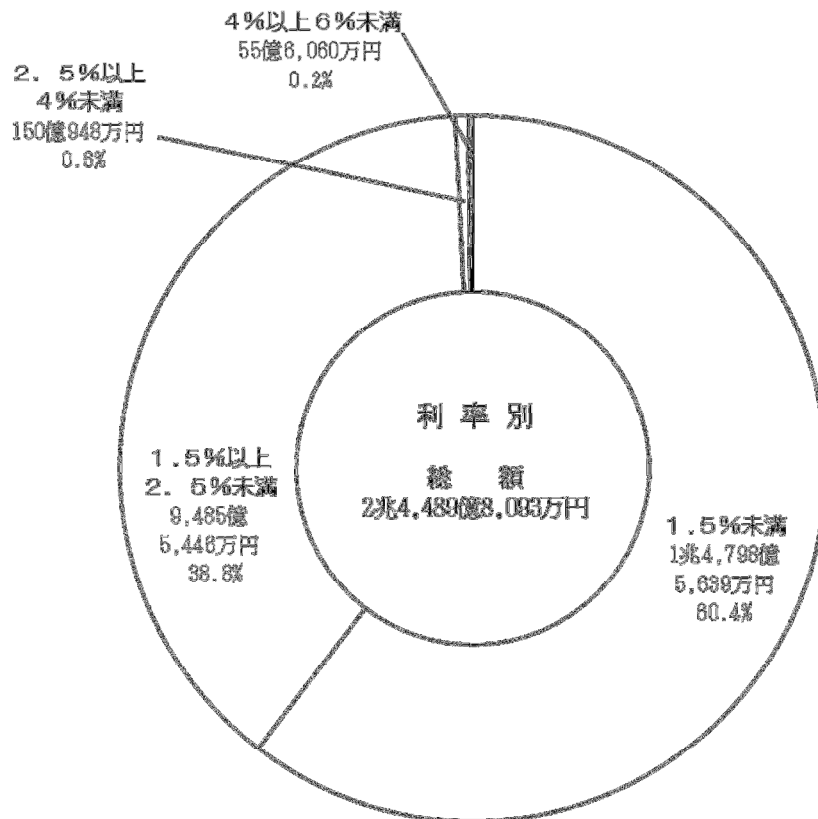 4%以上6%未満
55億6,060万円
0.2%
2.5%以上
4%未満
150億948万円
0.6%
利率別
総額
2兆4,489億8,093万円
1.5%以上
2.5%未満
9,485億
5,446万円
38.8%
1.5%未満
1兆4,798億
5,639万円
60.4%